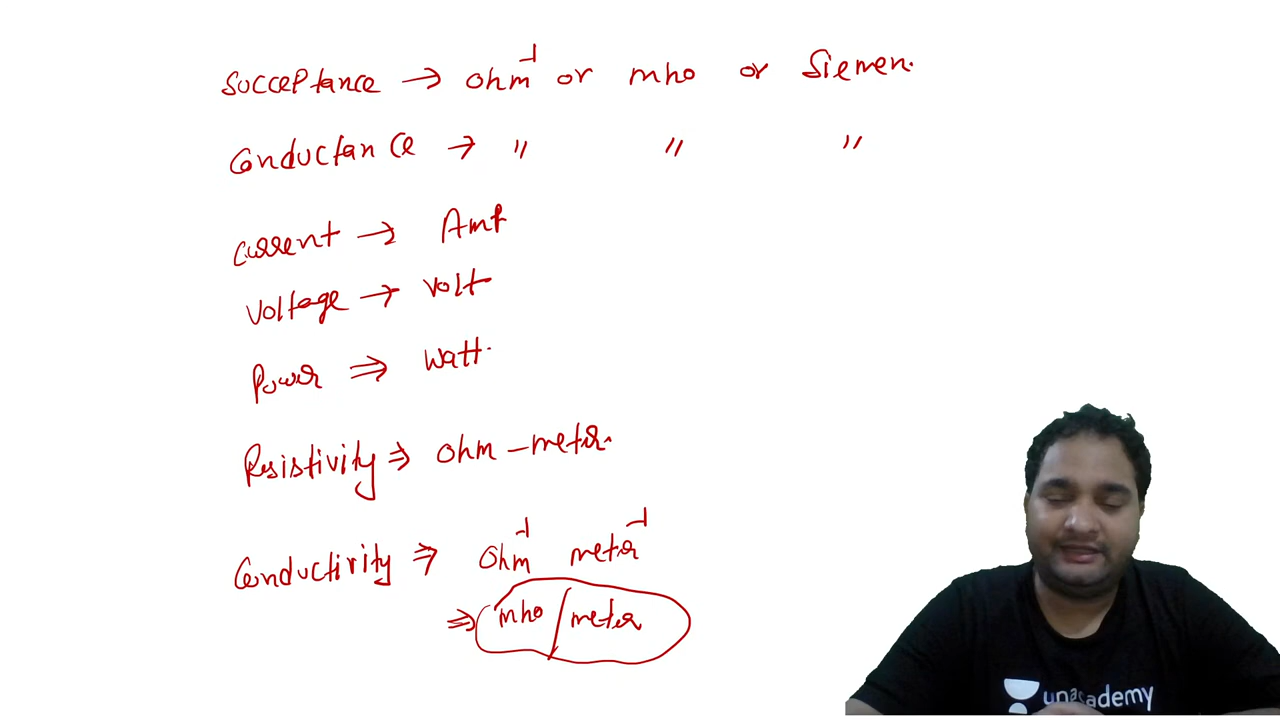 Succeptance → ohm⁻¹ or mho or Siemen.
Conductance → " " "
Current → Amp
Voltage → Volt
Power ⇒ Watt.
Resistivity ⇒ Ohm-meter.
Conductivity ⇒ Ohm⁻¹ meter⁻¹
⇒ mho/meter
unacademy